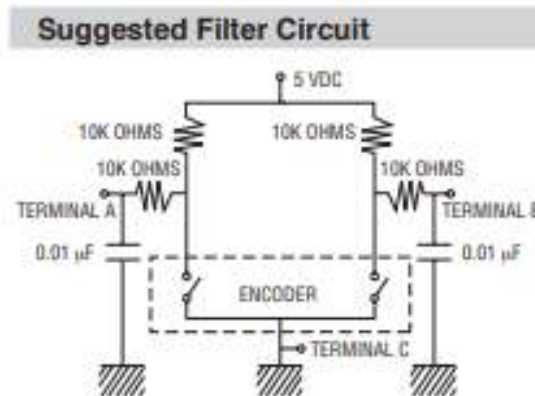 Suggested Filter Circuit
5 VDC
10K OHMS 10K OHMS
10K OHMS 10K OHMS
TERMINAL A TERMINAL B
0.01 µF 0.01 µF
ENCODER
TERMINAL C